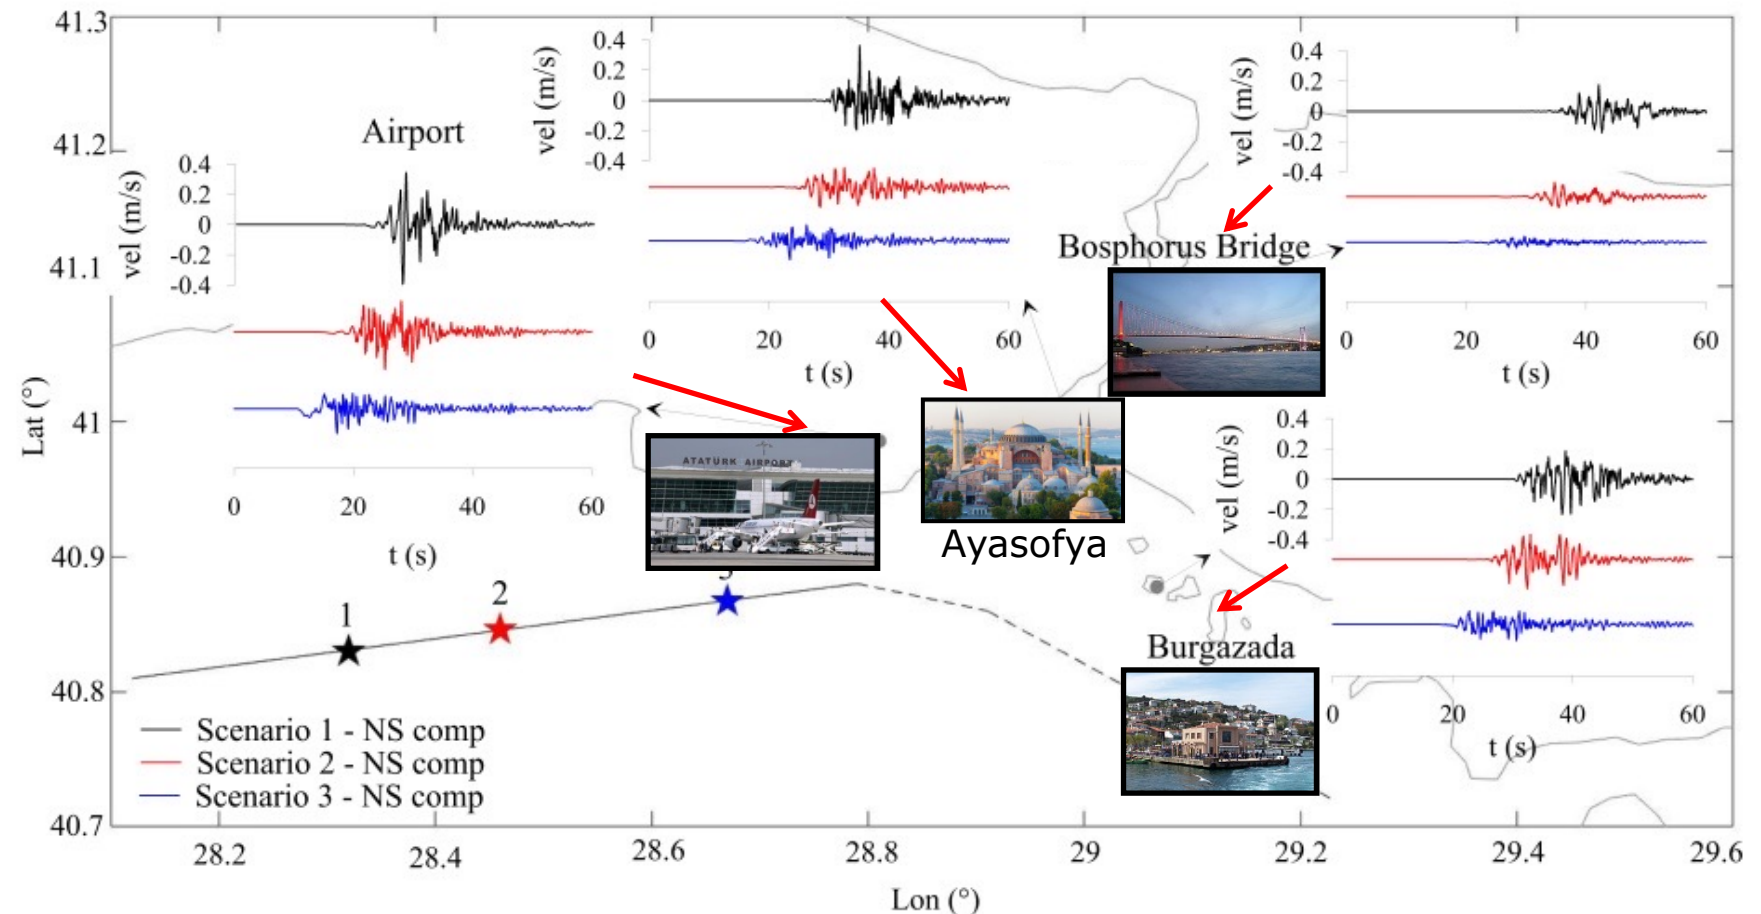 41.3
41.2
41.1
41
40.9
40.8
40.7
Lat (°)
28.2
28.4
28.6
28.8
29
29.2
29.4
29.6
Lon (°)
Airport
vel (m/s)
0.4
0.2
0
-0.2
-0.4
0
20
40
60
t (s)
vel (m/s)
0.4
0.2
0
-0.2
-0.4
0
20
40
60
t (s)
vel (m/s)
0.4
0.2
0
-0.2
-0.4
0
20
40
60
t (s)
Bosphorus Bridge
ATATÜRK AIRPORT
Ayasofya
vel (m/s)
0.4
0.2
0
-0.2
-0.4
0
20
40
60
t (s)
Burgazada
1
2
Scenario 1 - NS comp
Scenario 2 - NS comp
Scenario 3 - NS comp